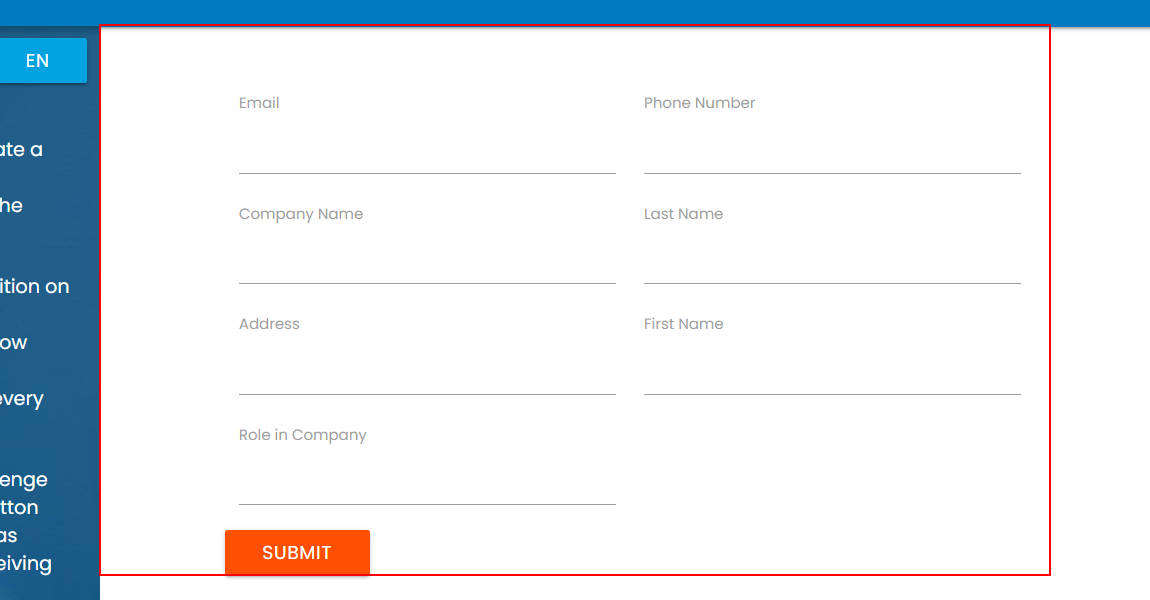 EN
ate a
he
ition on
ow
every
enge
tton
as
eiving
Email
Phone Number
Company Name
Last Name
Address
First Name
Role in Company
SUBMIT